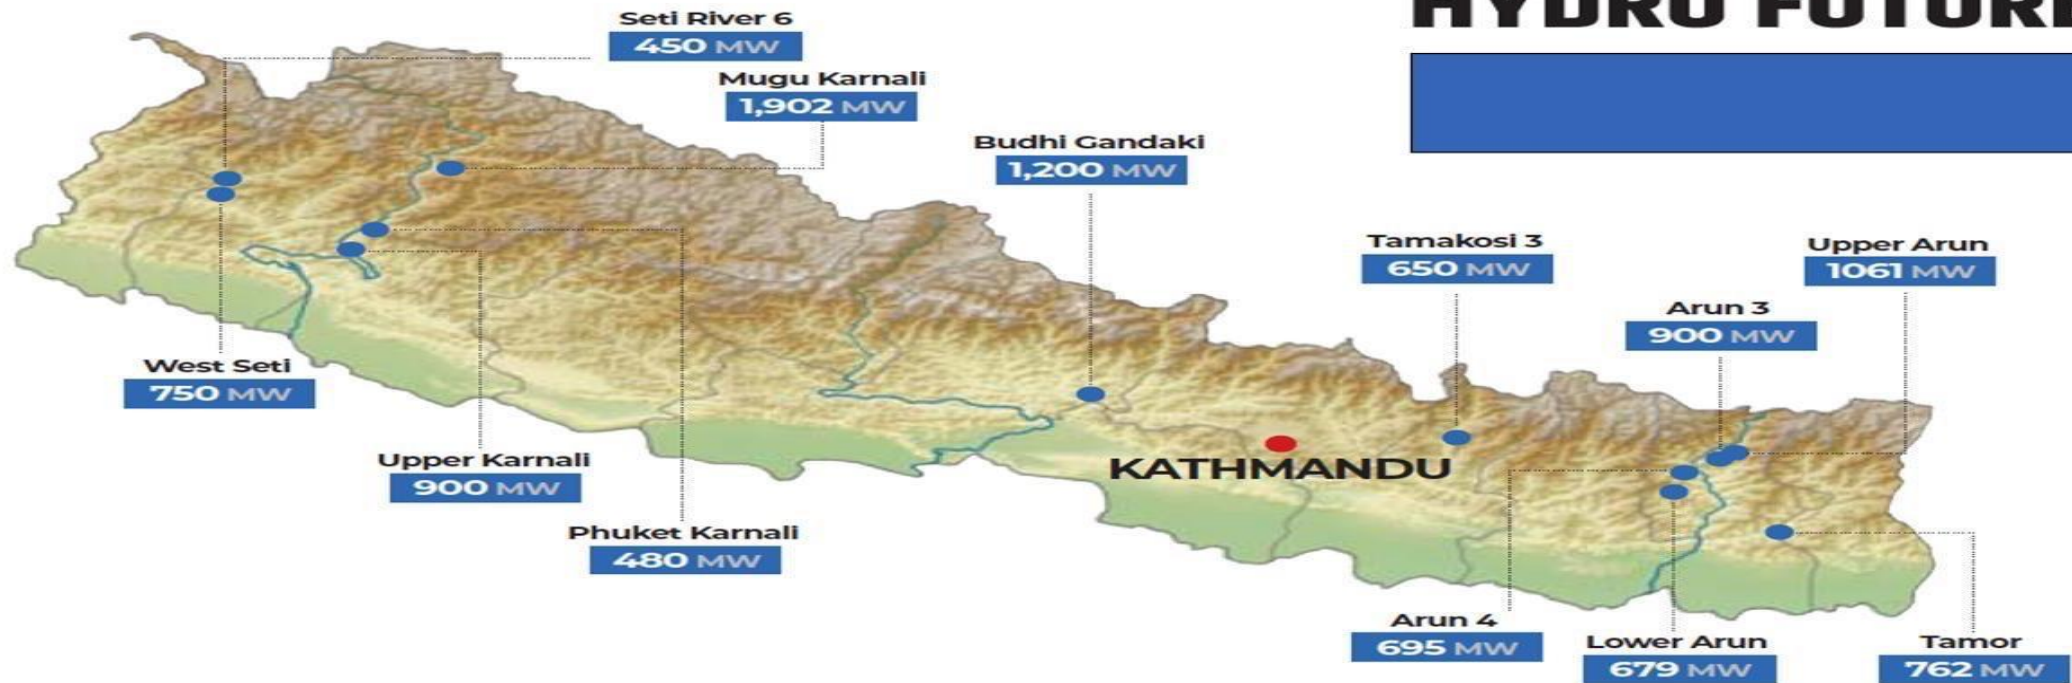 HYDRO FUTURE
Seti River 6
450 MW
Mugu Karnali
1,902 MW
Budhi Gandaki
1,200 MW
Tamakosi 3
650 MW
Upper Arun
1061 MW
Arun 3
900 MW
West Seti
750 MW
Upper Karnali
900 MW
Phuket Karnali
480 MW
KATHMANDU
Arun 4
695 MW
Lower Arun
679 MW
Tamor
762 MW